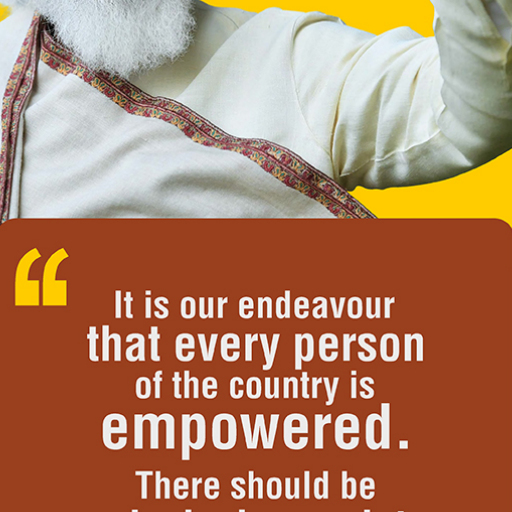 “
It is our endeavour
that every person
of the country is
empowered.
There should be